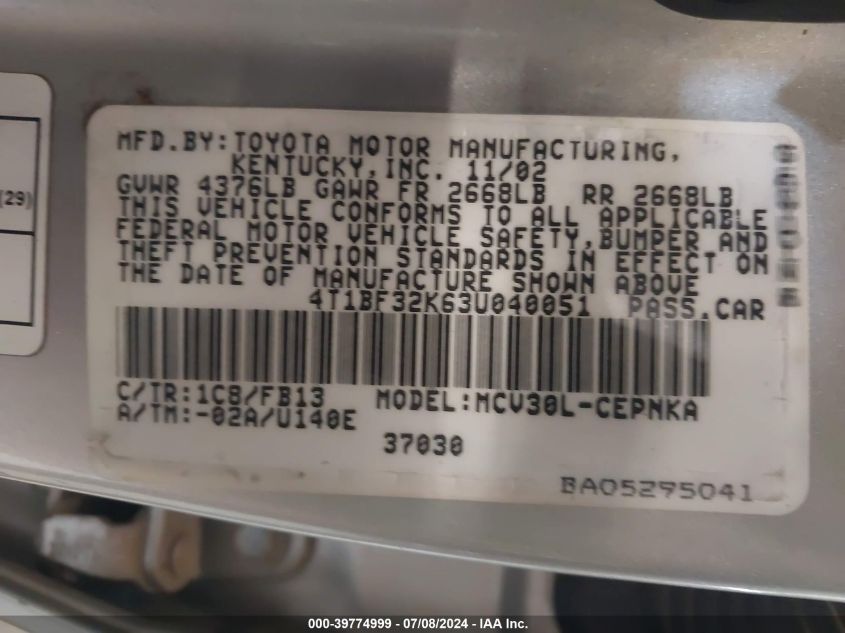 (29)
MFD.BY:TOYOTA MOTOR MANUFACTURING,
KENTUCKY,INC. 11/02
GVWR 4376LB GAWR FR 2668LB RR 2668LB
THIS VEHICLE CONFORMS TO ALL APPLICABLE
FEDERAL MOTOR VEHICLE SAFETY,BUMPER AND
THEFT PREVENTION STANDARDS IN EFFECT ON
THE DATE OF MANUFACTURE SHOWN ABOVE
4T1BF32K63U040051 PASS.CAR
C/TR:1C8/FB13 MODEL:MCV30L-CEPNKA
A/TM:-02A/U140E
37030
BA05295041
000-39774999 - 07/08/2024 - IAA Inc.